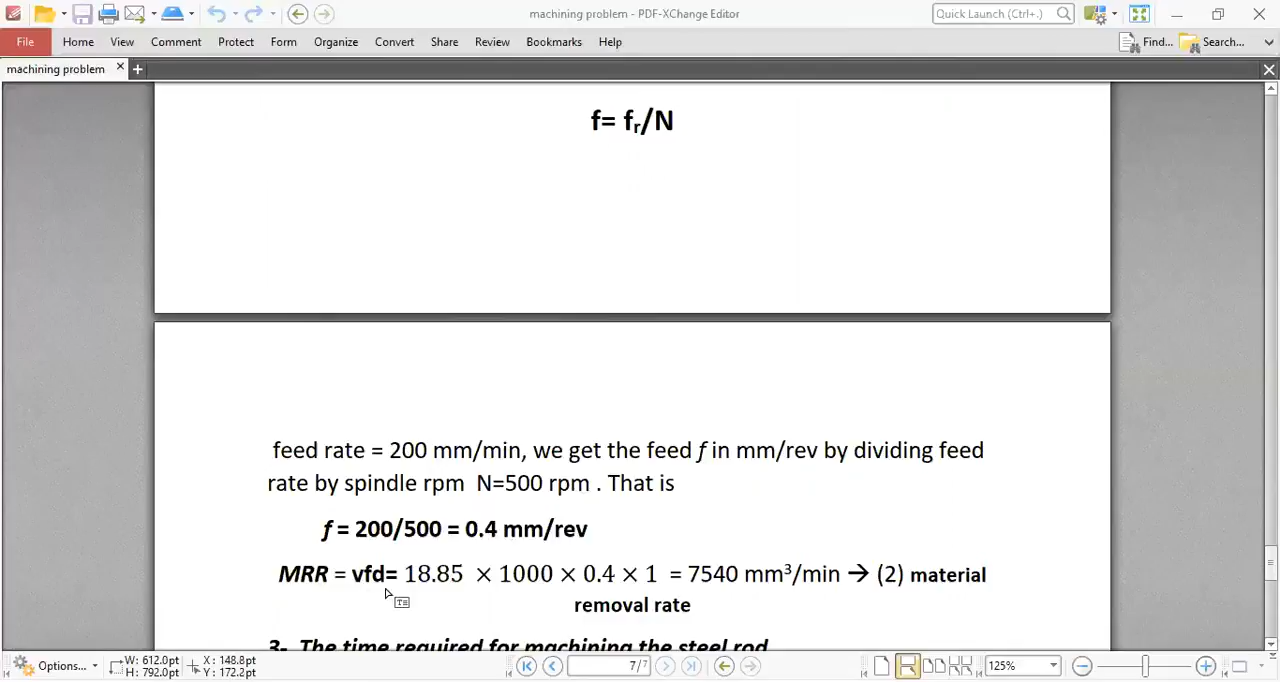 machining problem - PDF-XChange Editor
Quick Launch (Ctrl+.)
File Home View Comment Protect Form Organize Convert Share Review Bookmarks Help
Find... Search...
machining problem
f= fr/N
feed rate = 200 mm/min, we get the feed f in mm/rev by dividing feed
rate by spindle rpm N=500 rpm . That is
f = 200/500 = 0.4 mm/rev
MRR = vfd= 18.85 × 1000 × 0.4 × 1 = 7540 mm³/min → (2) material
removal rate
3- The time required for machining the steel rod
Options... W: 612.0pt X: 148.8pt 7/7 125%
H: 792.0pt Y: 172.2pt